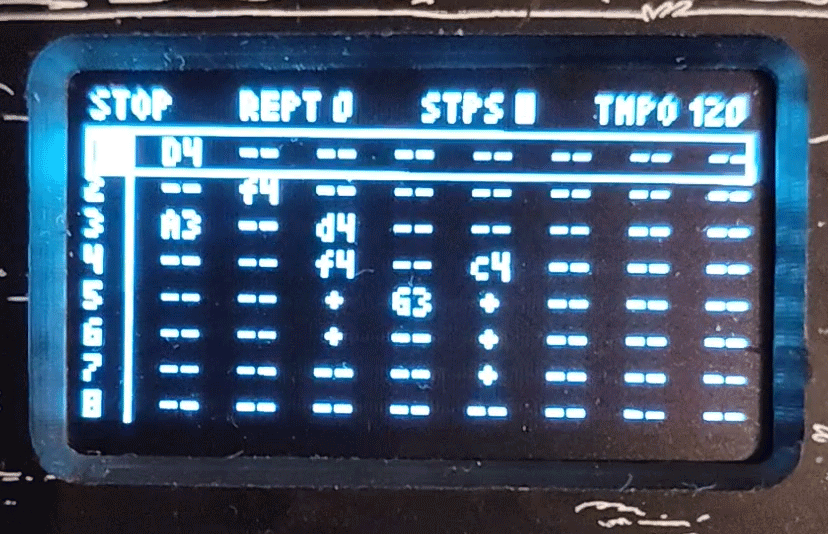 STOP REPT 0 STPS 8 TMPO 120
D4 -- -- -- -- -- -- --
2 -- f4 -- -- -- -- -- --
3 A3 -- d4 -- -- -- -- --
4 -- -- f4 -- c4 -- -- --
5 -- -- + G3 + -- -- --
6 -- -- + -- + -- -- --
7 -- -- -- -- + -- -- --
8 -- -- -- -- -- -- -- --